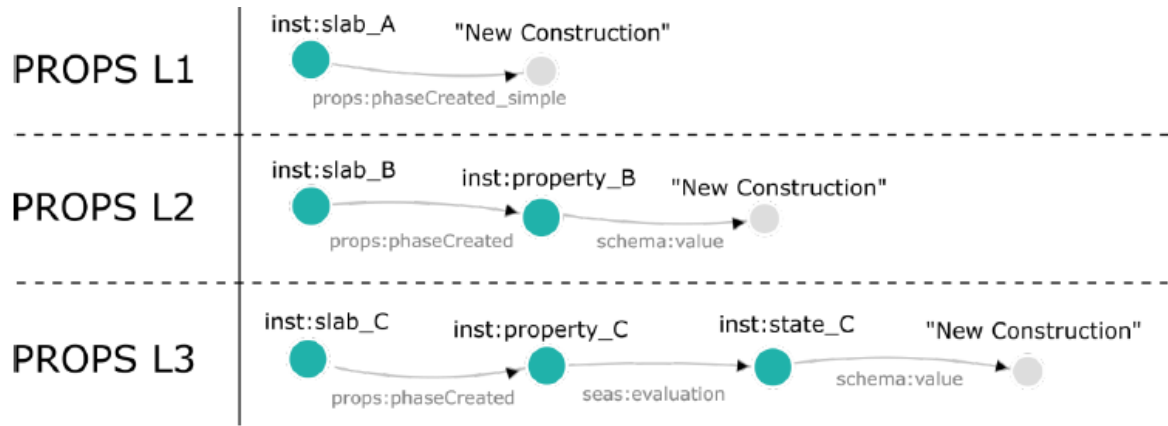 PROPS L1
inst:slab_A
"New Construction"
props:phaseCreated_simple
PROPS L2
inst:slab_B
inst:property_B
"New Construction"
props:phaseCreated
schema:value
PROPS L3
inst:slab_C
inst:property_C
inst:state_C
"New Construction"
props:phaseCreated
seas:evaluation
schema:value